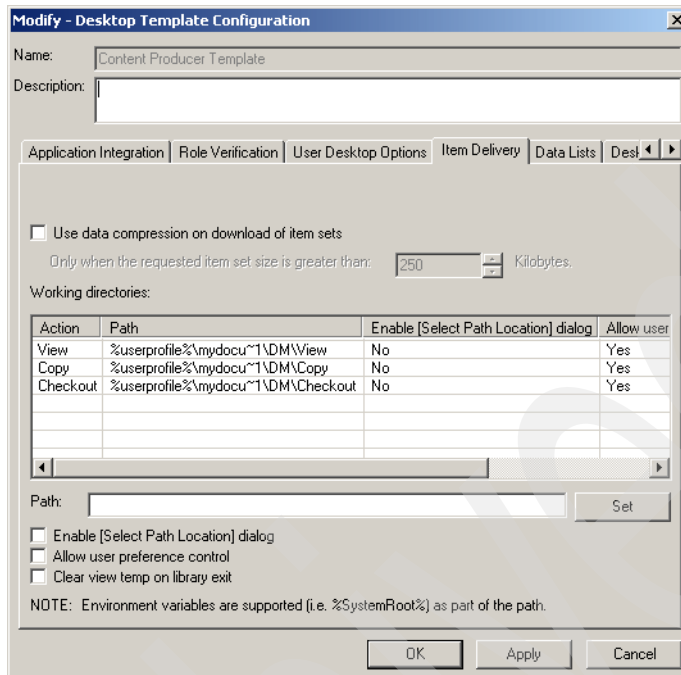 Modify - Desktop Template Configuration
Name: Content Producer Template
Description:
Application Integration Role Verification User Desktop Options Item Delivery Data Lists Desk
Use data compression on download of item sets
Only when the requested item set size is greater than: 250 Kilobytes.
Working directories:
Action Path Enable [Select Path Location] dialog Allow user
View %userprofile%\mydocu~1\DM\View No Yes
Copy %userprofile%\mydocu~1\DM\Copy No Yes
Checkout %userprofile%\mydocu~1\DM\Checkout No Yes
Path: Set
Enable [Select Path Location] dialog
Allow user preference control
Clear view temp on library exit
NOTE: Environment variables are supported (i.e. %SystemRoot%) as part of the path.
OK Apply Cancel